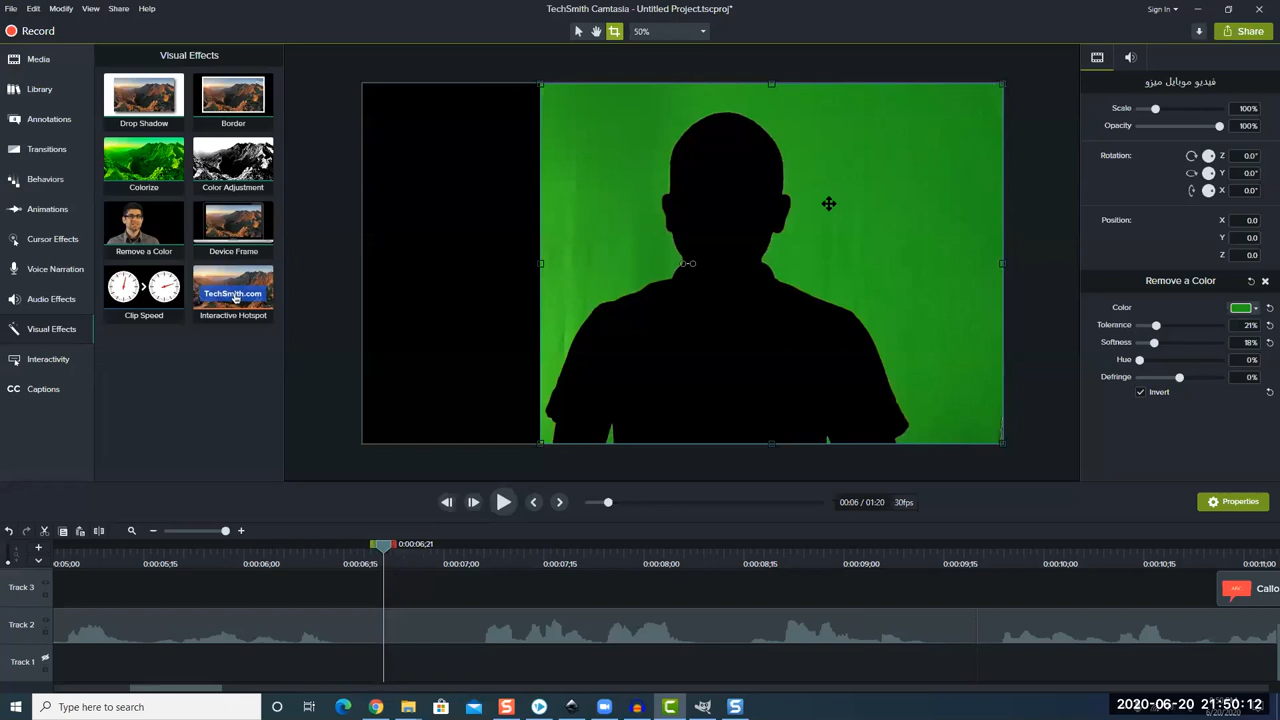 File Edit Modify View Share Help
TechSmith Camtasia - Untitled Project.tscproj*
Sign In
Record
50%
Share
Media
Library
Annotations
Transitions
Behaviors
Animations
Cursor Effects
Voice Narration
Audio Effects
Visual Effects
Interactivity
Captions
Visual Effects
Drop Shadow Border
Colorize Color Adjustment
Remove a Color Device Frame
TechSmith.com
Clip Speed Interactive Hotspot
فيديو موبايل ميزو
Scale 100%
Opacity 100%
Rotation: Z 0.0°
Y 0.0°
X 0.0°
Position: X 0.0
Y 0.0
Z 0.0
Remove a Color
Color
Tolerance 21%
Softness 18%
Hue 0%
Defringe 0%
Invert
00:06 / 01:20 30fps
Properties
0:00:06;21
0:00:05;15 0:00:06;00 0:00:06;15 0:00:07;00 0:00:07;15 0:00:08;00 0:00:08;15 0:00:09;00 0:00:09;15 0:00:10;00 0:00:10;15 0:00:11;00
Track 3
ABC
Callo
Track 2
Track 1
Type here to search
2020-06-20 21:50:12